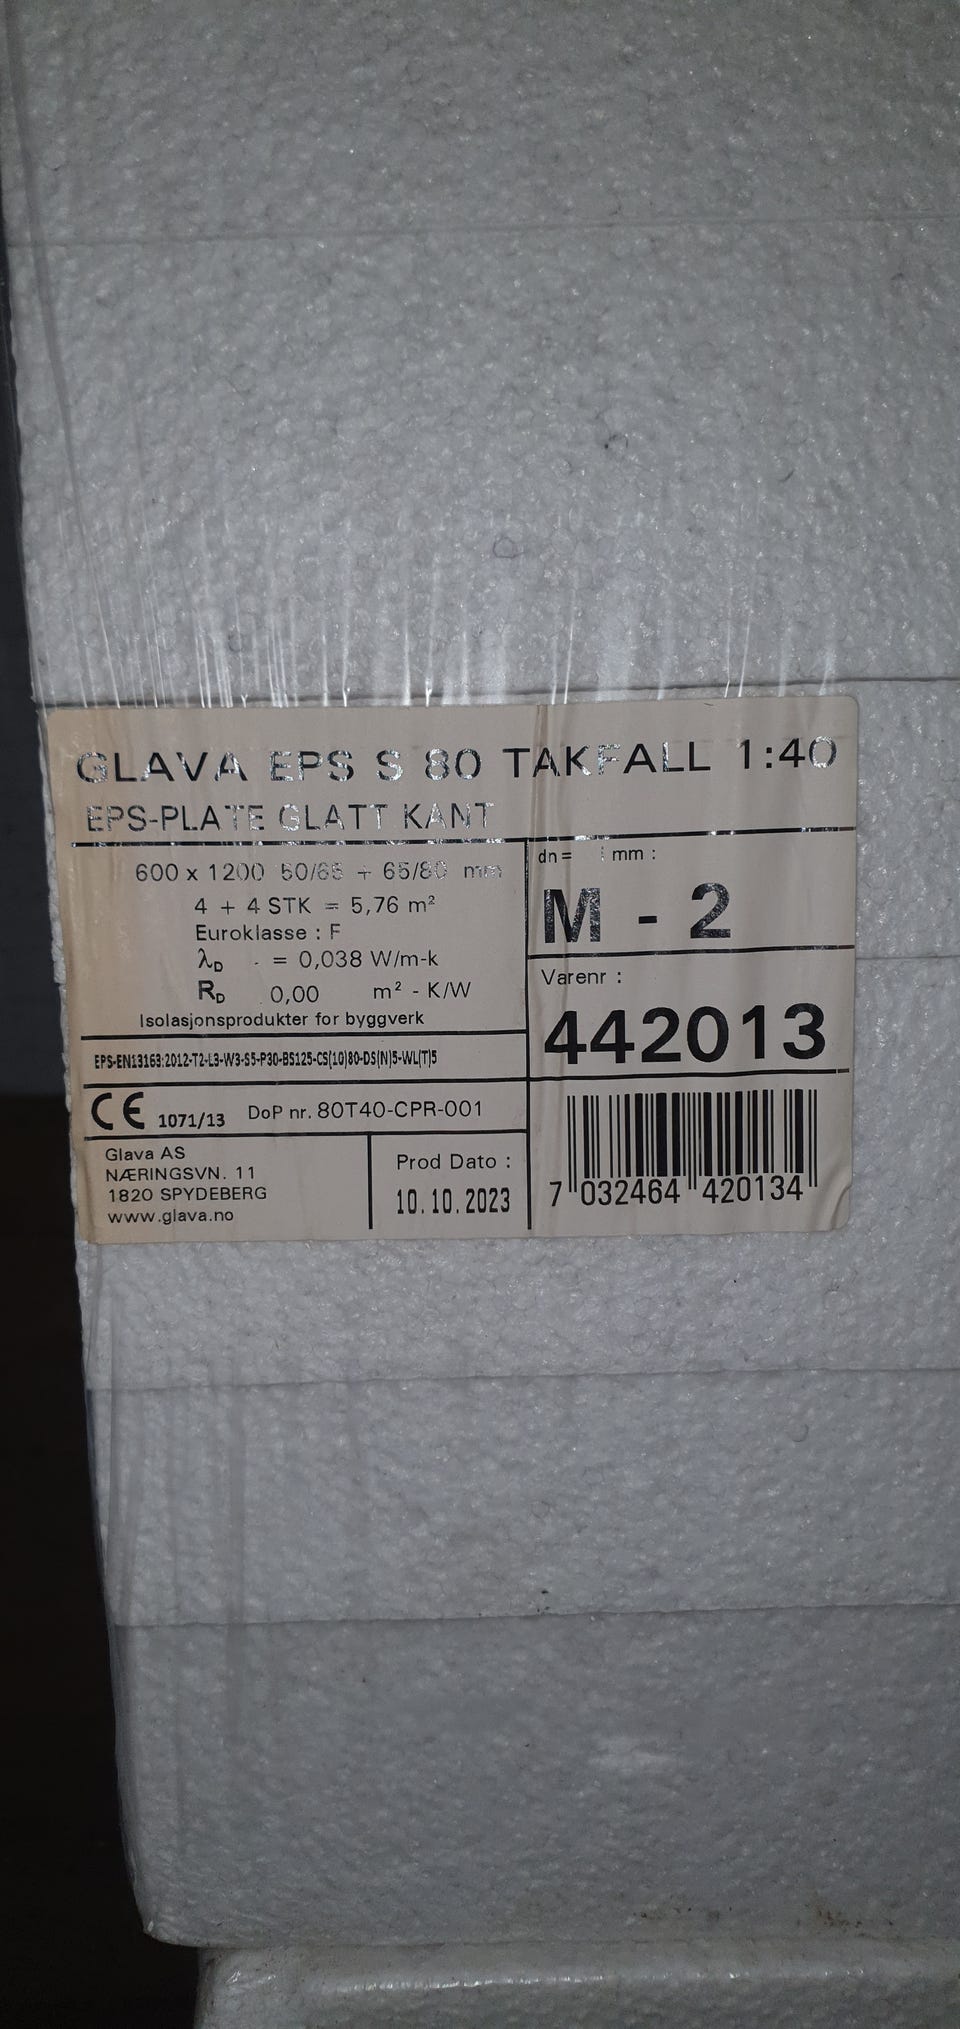 GLAVA EPS S 80 TAKFALL 1:40
EPS-PLATE GLATT KANT
600 x 1200 50/65 + 65/80 mm
4 + 4 STK = 5,76 m²
Euroklasse : F
λD = 0,038 W/m-k
RD 0,00 m² - K/W
Isolasjonsprodukter for byggverk
EPS-EN13163:2012-T2-L3-W3-S5-P30-BS125-CS(10)80-DS(N)5-WL(T)5
CE 1071/13 DoP nr. 80T40-CPR-001
Glava AS
NÆRINGSVN. 11
1820 SPYDEBERG
www.glava.no
Prod Dato :
10.10.2023
dn= mm :
M - 2
Varenr :
442013
7 032464 420134